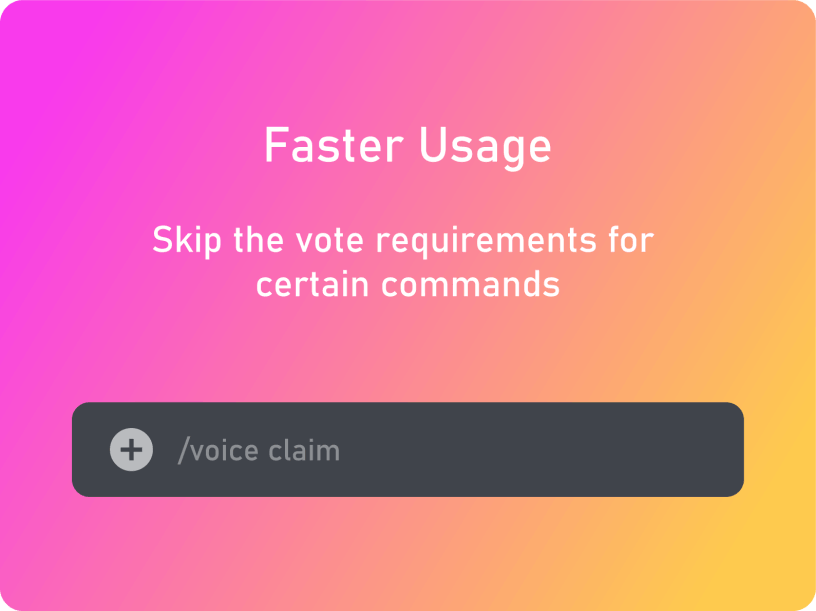 Faster Usage
Skip the vote requirements for
certain commands
/voice claim